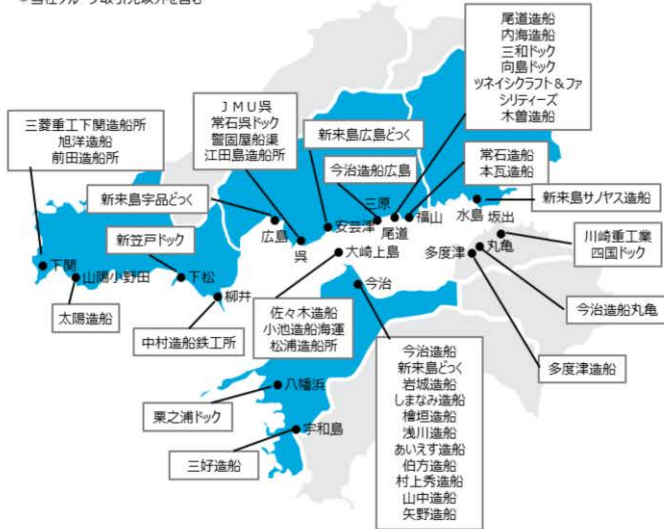 ＊当社グループ取引先以外を含む
尾道造船
内海造船
三和ドック
向島ドック
ツネイシクラフト＆ファ
シリティーズ
木曽造船
ＪＭＵ呉
常石呉ドック
警固屋船渠
江田島造船所
三菱重工下関造船所
旭洋造船
前田造船所
新来島広島どっく
今治造船広島
常石造船
本瓦造船
新来島宇品どっく
新来島サノヤス造船
新笠戸ドック
川崎重工業
四国ドック
広島
呉
安芸津
三原
尾道
福山
水島
坂出
大崎上島
多度津
丸亀
下関
山陽小野田
下松
柳井
今治
太陽造船
中村造船鉄工所
佐々木造船
小池造船海運
松浦造船所
今治造船丸亀
多度津造船
今治造船
新来島どっく
岩城造船
しまなみ造船
檜垣造船
浅川造船
あいえす造船
伯方造船
村上秀造船
山中造船
矢野造船
八幡浜
栗之浦ドック
宇和島
三好造船